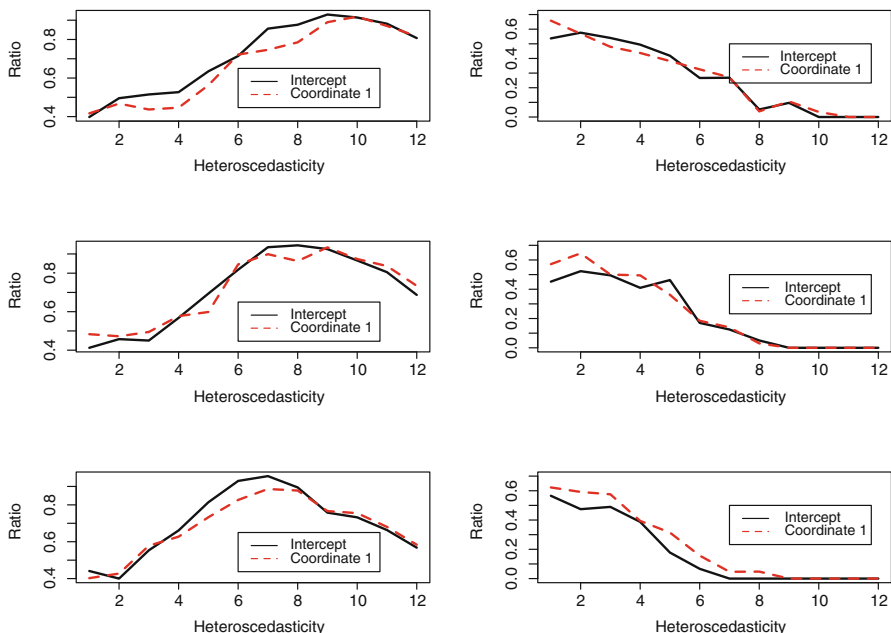 Ratio
0.4 0.6 0.8
Intercept
Coordinate 1
2 4 6 8 10 12
Heteroscedasticity
Ratio
0.0 0.2 0.4 0.6
Intercept
Coordinate 1
2 4 6 8 10 12
Heteroscedasticity
Ratio
0.4 0.6 0.8
Intercept
Coordinate 1
2 4 6 8 10 12
Heteroscedasticity
Ratio
0.0 0.2 0.4 0.6
Intercept
Coordinate 1
2 4 6 8 10 12
Heteroscedasticity
Ratio
0.4 0.6 0.8
Intercept
Coordinate 1
2 4 6 8 10 12
Heteroscedasticity
Ratio
0.0 0.2 0.4 0.6
Intercept
Coordinate 1
2 4 6 8 10 12
Heteroscedasticity